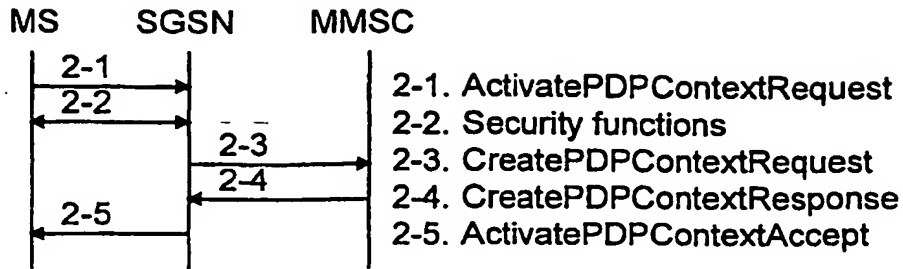 MS SGSN MMSC
2-1
2-2
2-3
2-4
2-5
2-1. ActivatePDPContextRequest
2-2. Security functions
2-3. CreatePDPContextRequest
2-4. CreatePDPContextResponse
2-5. ActivatePDPContextAccept